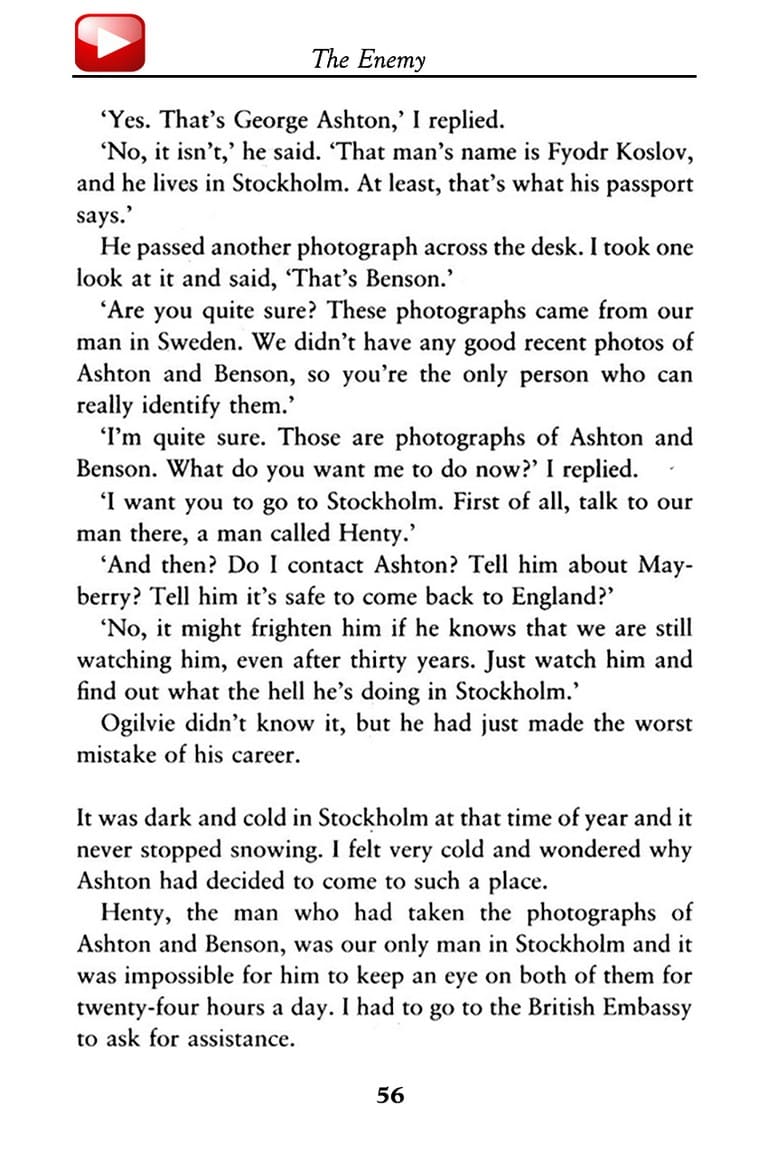 The Enemy
‘Yes. That’s George Ashton,’ I replied.
‘No, it isn’t,’ he said. ‘That man’s name is Fyodr Koslov,
and he lives in Stockholm. At least, that’s what his passport
says.’
He passed another photograph across the desk. I took one
look at it and said, ‘That’s Benson.’
‘Are you quite sure? These photographs came from our
man in Sweden. We didn’t have any good recent photos of
Ashton and Benson, so you’re the only person who can
really identify them.’
‘I’m quite sure. Those are photographs of Ashton and
Benson. What do you want me to do now?’ I replied.
‘I want you to go to Stockholm. First of all, talk to our
man there, a man called Henty.’
‘And then? Do I contact Ashton? Tell him about May-
berry? Tell him it’s safe to come back to England?’
‘No, it might frighten him if he knows that we are still
watching him, even after thirty years. Just watch him and
find out what the hell he’s doing in Stockholm.’
Ogilvie didn’t know it, but he had just made the worst
mistake of his career.
It was dark and cold in Stockholm at that time of year and it
never stopped snowing. I felt very cold and wondered why
Ashton had decided to come to such a place.
Henty, the man who had taken the photographs of
Ashton and Benson, was our only man in Stockholm and it
was impossible for him to keep an eye on both of them for
twenty-four hours a day. I had to go to the British Embassy
to ask for assistance.
56